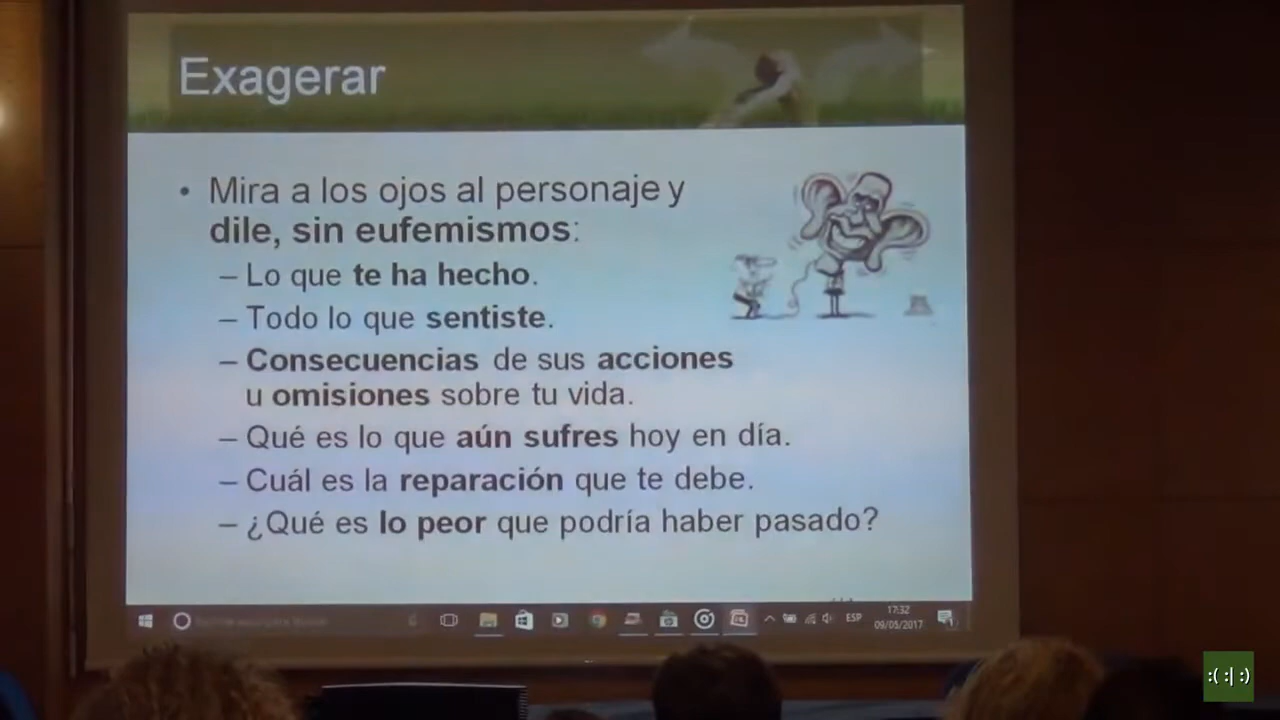 Exagerar
• Mira a los ojos al personaje y
dile, sin eufemismos:
– Lo que te ha hecho.
– Todo lo que sentiste.
– Consecuencias de sus acciones
u omisiones sobre tu vida.
– Qué es lo que aún sufres hoy en día.
– Cuál es la reparación que te debe.
– ¿Qué es lo peor que podría haber pasado?
ESP
17:32
09/05/2017
:( :| :)